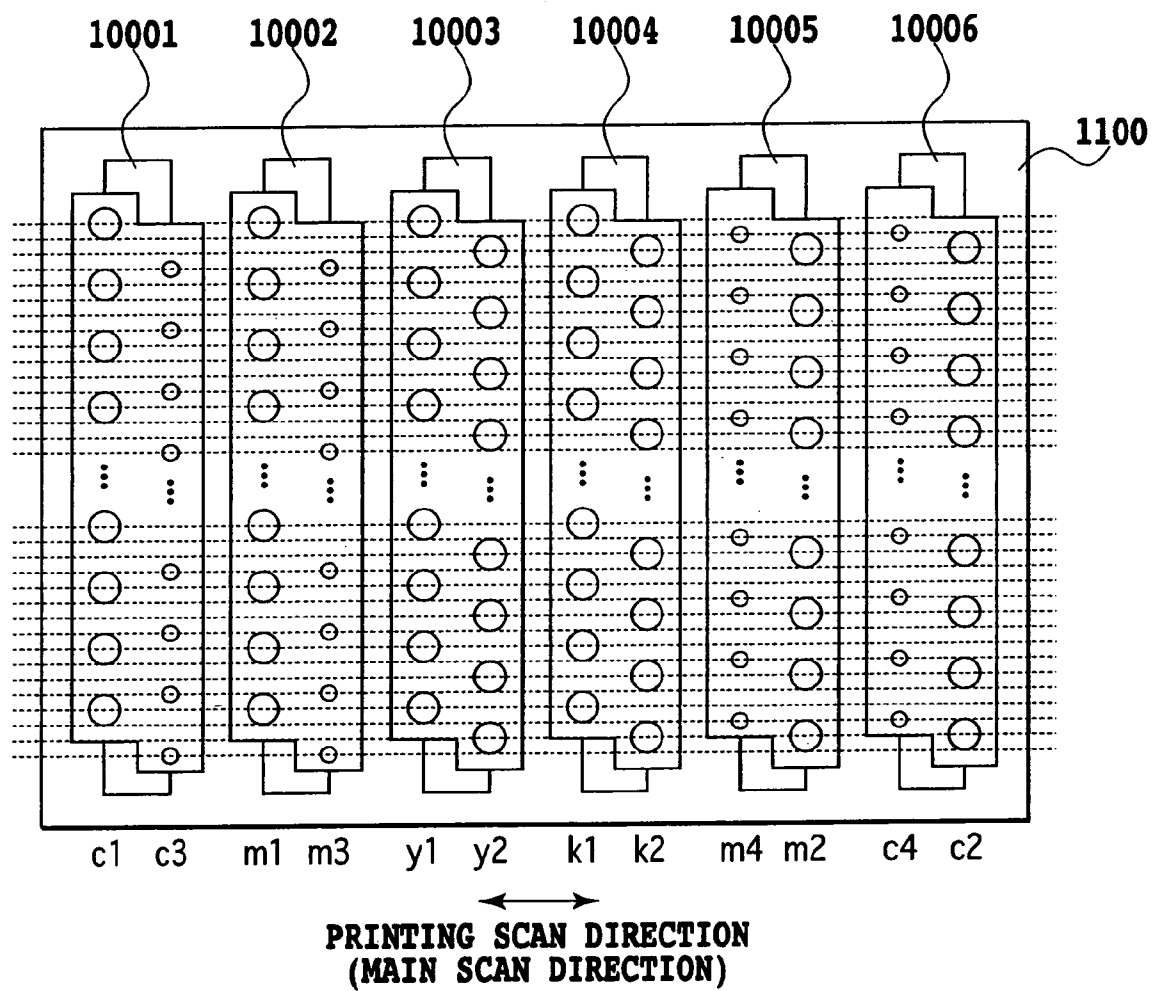 10001 10002 10003 10004 10005 10006
1100
c1 c3 m1 m3 y1 y2 k1 k2 m4 m2 c4 c2
PRINTING SCAN DIRECTION
(MAIN SCAN DIRECTION)